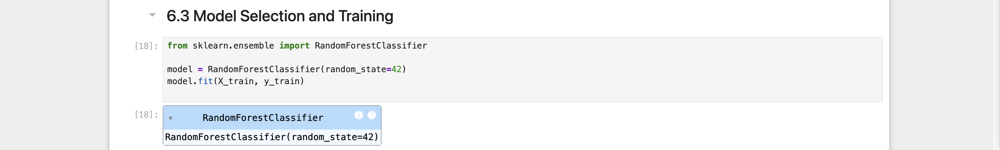 6.3 Model Selection and Training
[18]: from sklearn.ensemble import RandomForestClassifier
model = RandomForestClassifier(random_state=42)
model.fit(X_train, y_train)
[18]: RandomForestClassifier i ?
RandomForestClassifier(random_state=42)